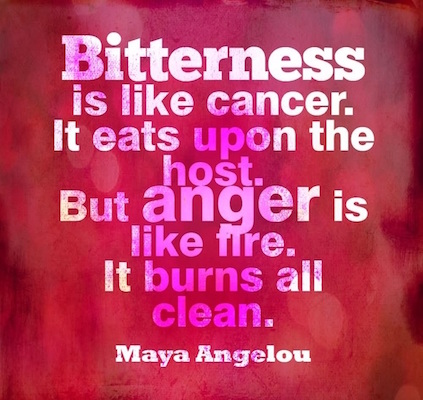 Bitterness
is like cancer.
It eats upon the
host.
But anger is
like fire.
It burns all
clean.
Maya Angelou